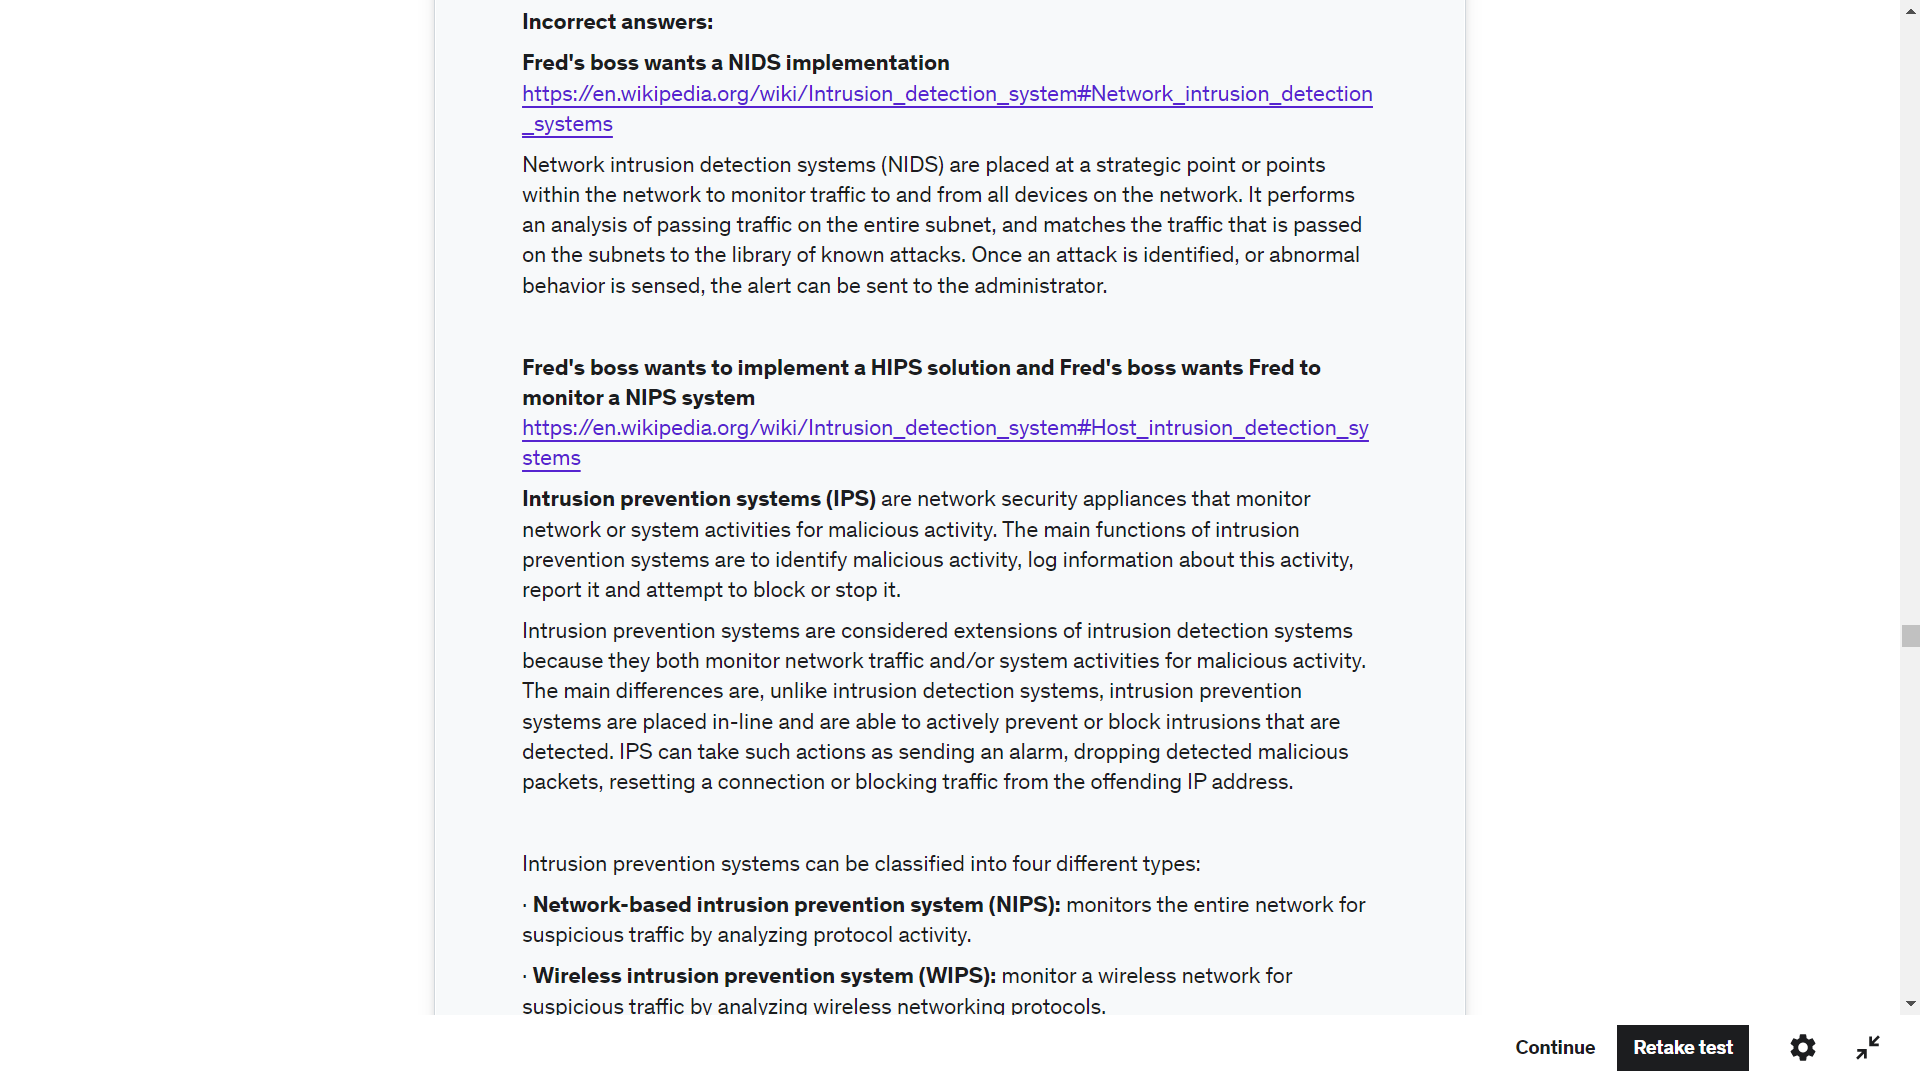 Incorrect answers:
Fred's boss wants a NIDS implementation
https://en.wikipedia.org/wiki/Intrusion_detection_system#Network_intrusion_detection
_systems
Network intrusion detection systems (NIDS) are placed at a strategic point or points
within the network to monitor traffic to and from all devices on the network. It performs
an analysis of passing traffic on the entire subnet, and matches the traffic that is passed
on the subnets to the library of known attacks. Once an attack is identified, or abnormal
behavior is sensed, the alert can be sent to the administrator.
Fred's boss wants to implement a HIPS solution and Fred's boss wants Fred to
monitor a NIPS system
https://en.wikipedia.org/wiki/Intrusion_detection_system#Host_intrusion_detection_sy
stems
Intrusion prevention systems (IPS) are network security appliances that monitor
network or system activities for malicious activity. The main functions of intrusion
prevention systems are to identify malicious activity, log information about this activity,
report it and attempt to block or stop it.
Intrusion prevention systems are considered extensions of intrusion detection systems
because they both monitor network traffic and/or system activities for malicious activity.
The main differences are, unlike intrusion detection systems, intrusion prevention
systems are placed in-line and are able to actively prevent or block intrusions that are
detected. IPS can take such actions as sending an alarm, dropping detected malicious
packets, resetting a connection or blocking traffic from the offending IP address.
Intrusion prevention systems can be classified into four different types:
· Network-based intrusion prevention system (NIPS): monitors the entire network for
suspicious traffic by analyzing protocol activity.
· Wireless intrusion prevention system (WIPS): monitor a wireless network for
suspicious traffic by analyzing wireless networking protocols.
Continue
Retake test